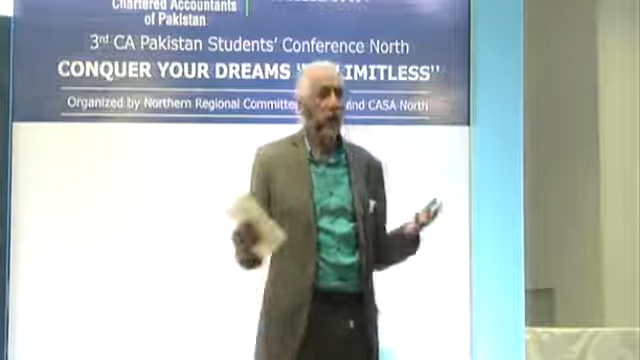 Chartered Accountants
of Pakistan
3rd CA Pakistan Students' Conference North
CONQUER YOUR DREAMS LIMITLESS"
Organized by Northern Regional Committee and CASA North